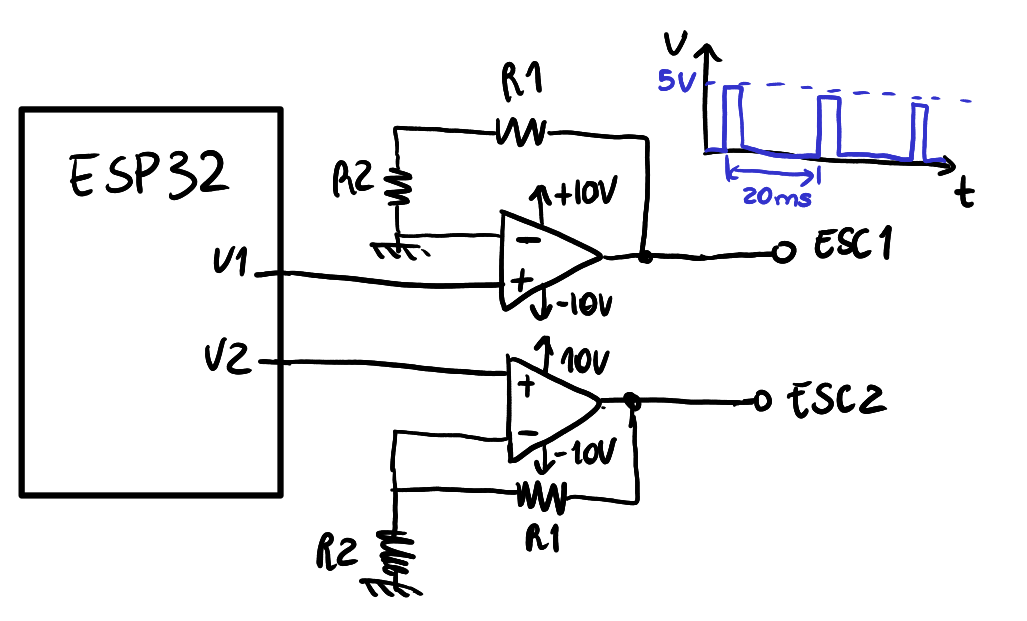 V
5V
t
20ms
ESP32
R1
R2
+10V
-
+
-10V
V1
ESC1
V2
10V
+
-
-10V
ESC2
R1
R2